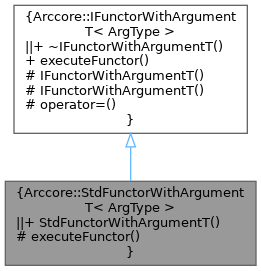 {Arccore::IFunctorWithArgument
T< ArgType >
||+ ~IFunctorWithArgumentT()
+ executeFunctor()
# IFunctorWithArgumentT()
# IFunctorWithArgumentT()
# operator=()
}
{Arccore::StdFunctorWithArgument
T< ArgType >
||+ StdFunctorWithArgumentT()
# executeFunctor()
}